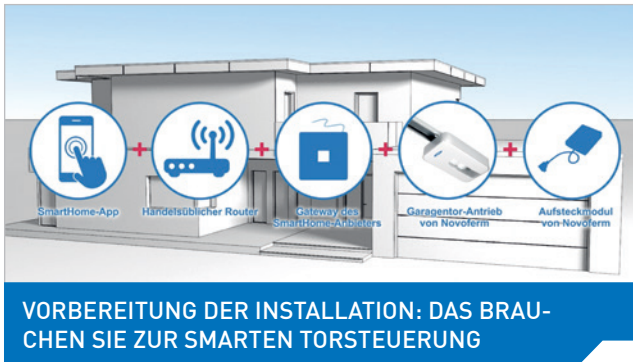 SmartHome-App
Handelsüblicher Router
Gateway des
SmartHome-Anbieters
Garagentor-Antrieb
von Novoferm
Aufsteckmodul
von Novoferm
VORBEREITUNG DER INSTALLATION: DAS BRAU-
CHEN SIE ZUR SMARTEN TORSTEUERUNG